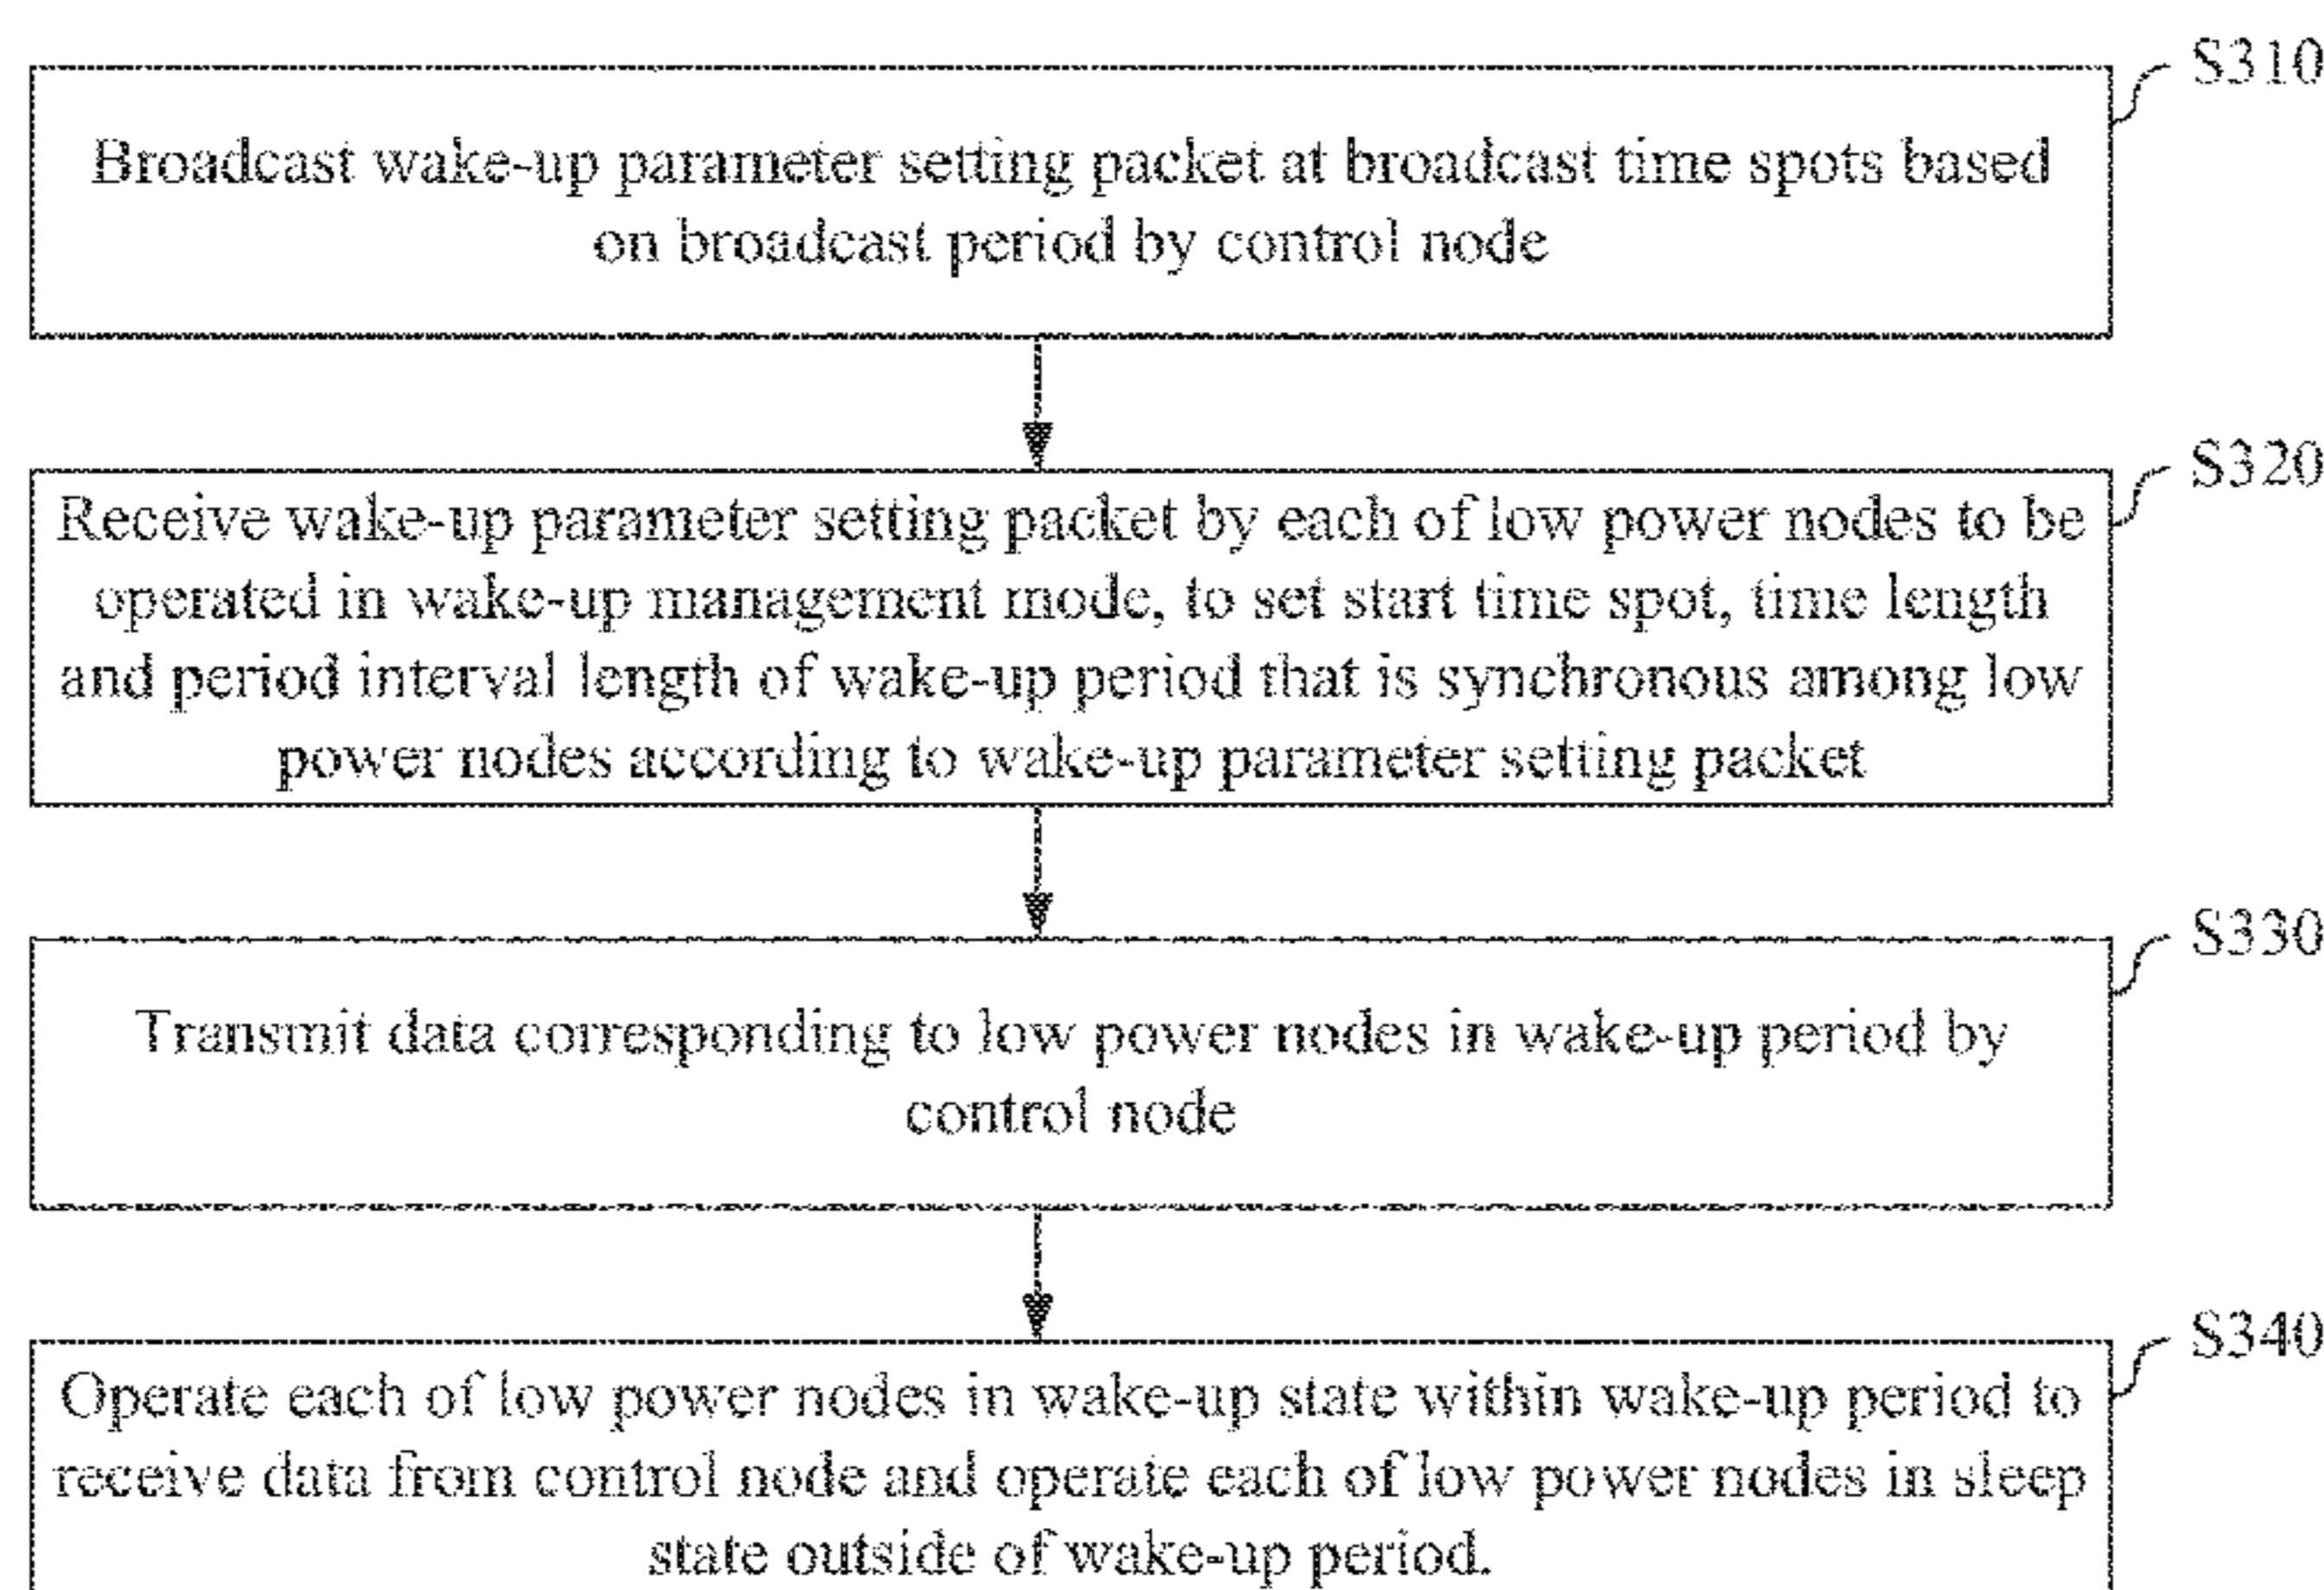 S310
Broadcast wake-up parameter setting packet at broadcast time spots based
on broadcast period by control node
S320
Receive wake-up parameter setting packet by each of low power nodes to be
operated in wake-up management mode, to set start time spot, time length
and period interval length of wake-up period that is synchronous among low
power nodes according to wake-up parameter setting packet
S330
Transmit data corresponding to low power nodes in wake-up period by
control node
S340
Operate each of low power nodes in wake-up state within wake-up period to
receive data from control node and operate each of low power nodes in sleep
state outside of wake-up period.